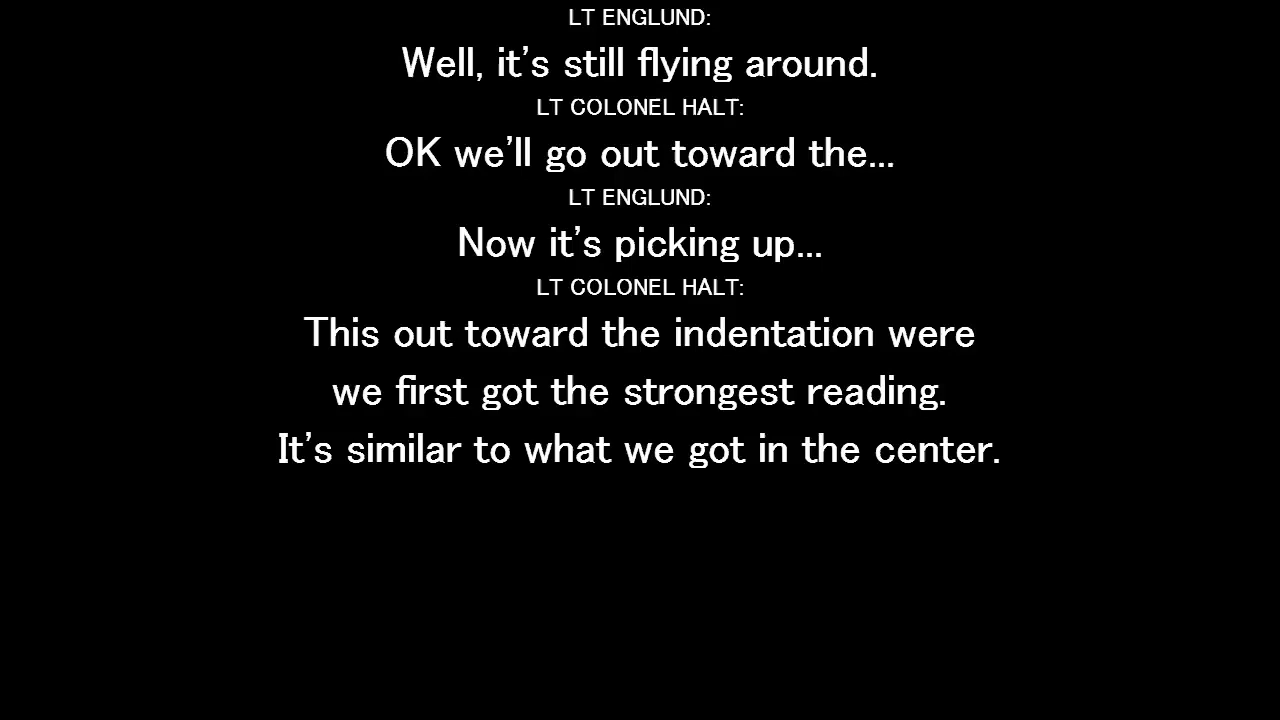 LT ENGLUND:
Well, it’s still flying around.
LT COLONEL HALT:
OK we’ll go out toward the...
LT ENGLUND:
Now it’s picking up...
LT COLONEL HALT:
This out toward the indentation were
we first got the strongest reading.
It’s similar to what we got in the center.